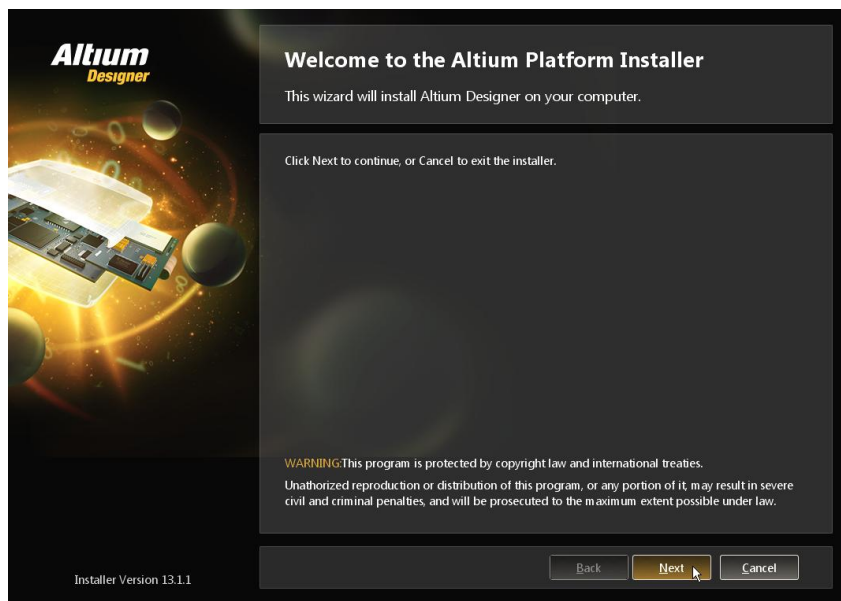 Altium
Designer
Welcome to the Altium Platform Installer
This wizard will install Altium Designer on your computer.
Click Next to continue, or Cancel to exit the installer.
WARNING:This program is protected by copyright law and international treaties.
Unathorized reproduction or distribution of this program, or any portion of it, may result in severe
civil and criminal penalties, and will be prosecuted to the maximum extent possible under law.
Installer Version 13.1.1
Back
Next
Cancel